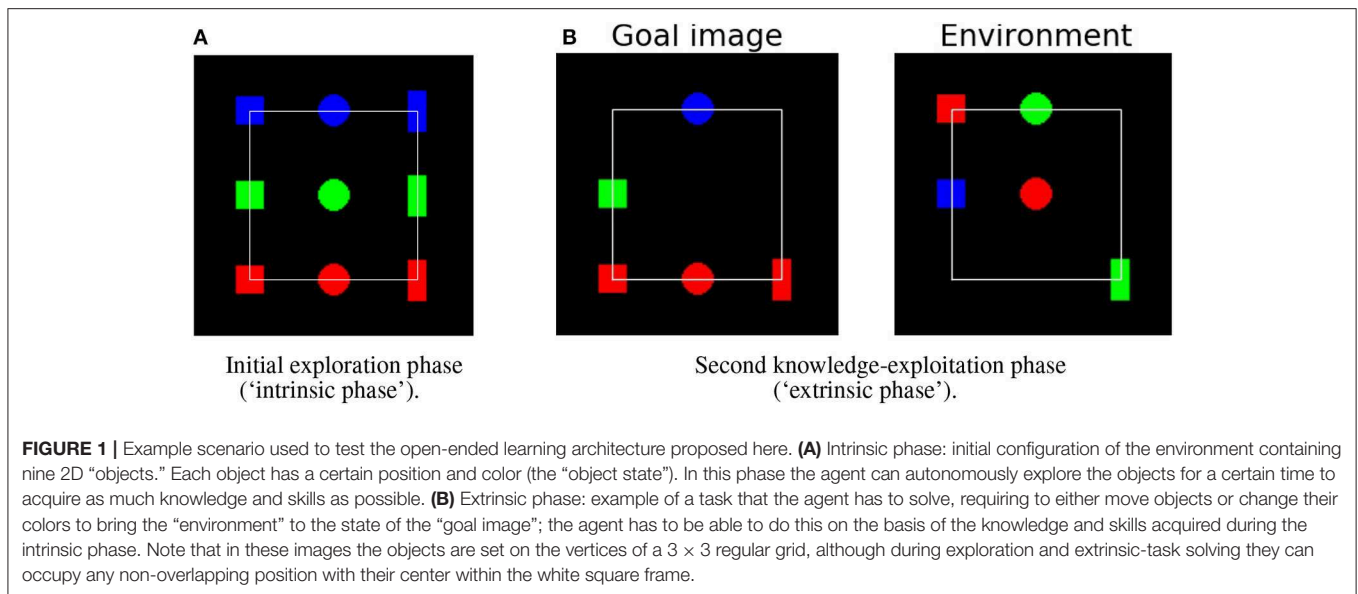 A
B
Goal image
Environment
Initial exploration phase
(‘intrinsic phase’).
Second knowledge-exploitation phase
(‘extrinsic phase’).
FIGURE 1 | Example scenario used to test the open-ended learning architecture proposed here. (A) Intrinsic phase: initial configuration of the environment containing
nine 2D “objects.” Each object has a certain position and color (the “object state”). In this phase the agent can autonomously explore the objects for a certain time to
acquire as much knowledge and skills as possible. (B) Extrinsic phase: example of a task that the agent has to solve, requiring to either move objects or change their
colors to bring the “environment” to the state of the “goal image”; the agent has to be able to do this on the basis of the knowledge and skills acquired during the
intrinsic phase. Note that in these images the objects are set on the vertices of a 3 × 3 regular grid, although during exploration and extrinsic-task solving they can
occupy any non-overlapping position with their center within the white square frame.